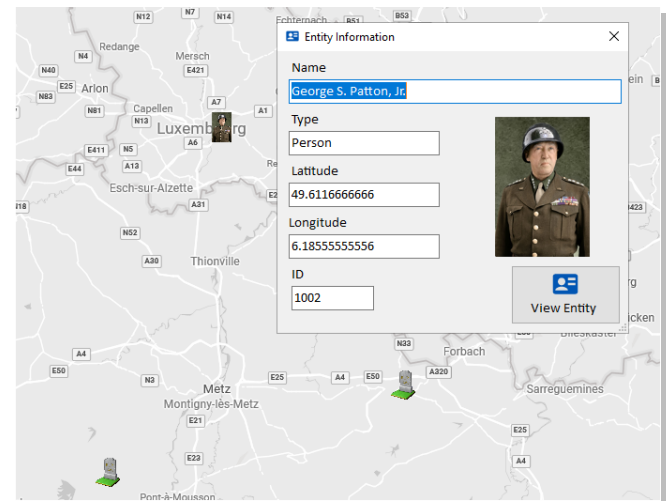 N12
N7
N14
Echternach
B51
B53
Redange
Mersch
N4
E421
N40
E25
Arlon
N83
N81
Capellen
A7
A1
N13
Luxembourg
A6
E411
N5
E44
A13
Esch-sur-Alzette
A31
N52
A30
Thionville
Entity Information
Name
George S. Patton, Jr.
Type
Person
Latitude
49.6116666666
Longitude
6.18555555556
ID
1002
View Entity
N33
Forbach
A4
E50
N3
Metz
E25
A4
E50
A320
Sarreguemines
Montigny-lès-Metz
E21
E25
E23
A4
Pont-à-Mousson